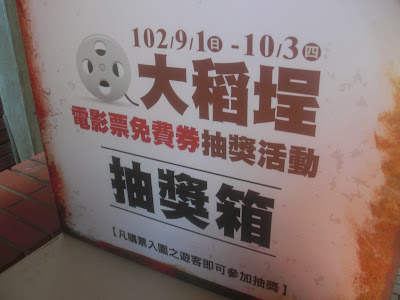 102/9/1㊐-10/3㊃
大稻埕
電影票免費券抽獎活動
抽獎箱
【凡購票入園之遊客即可參加抽獎】